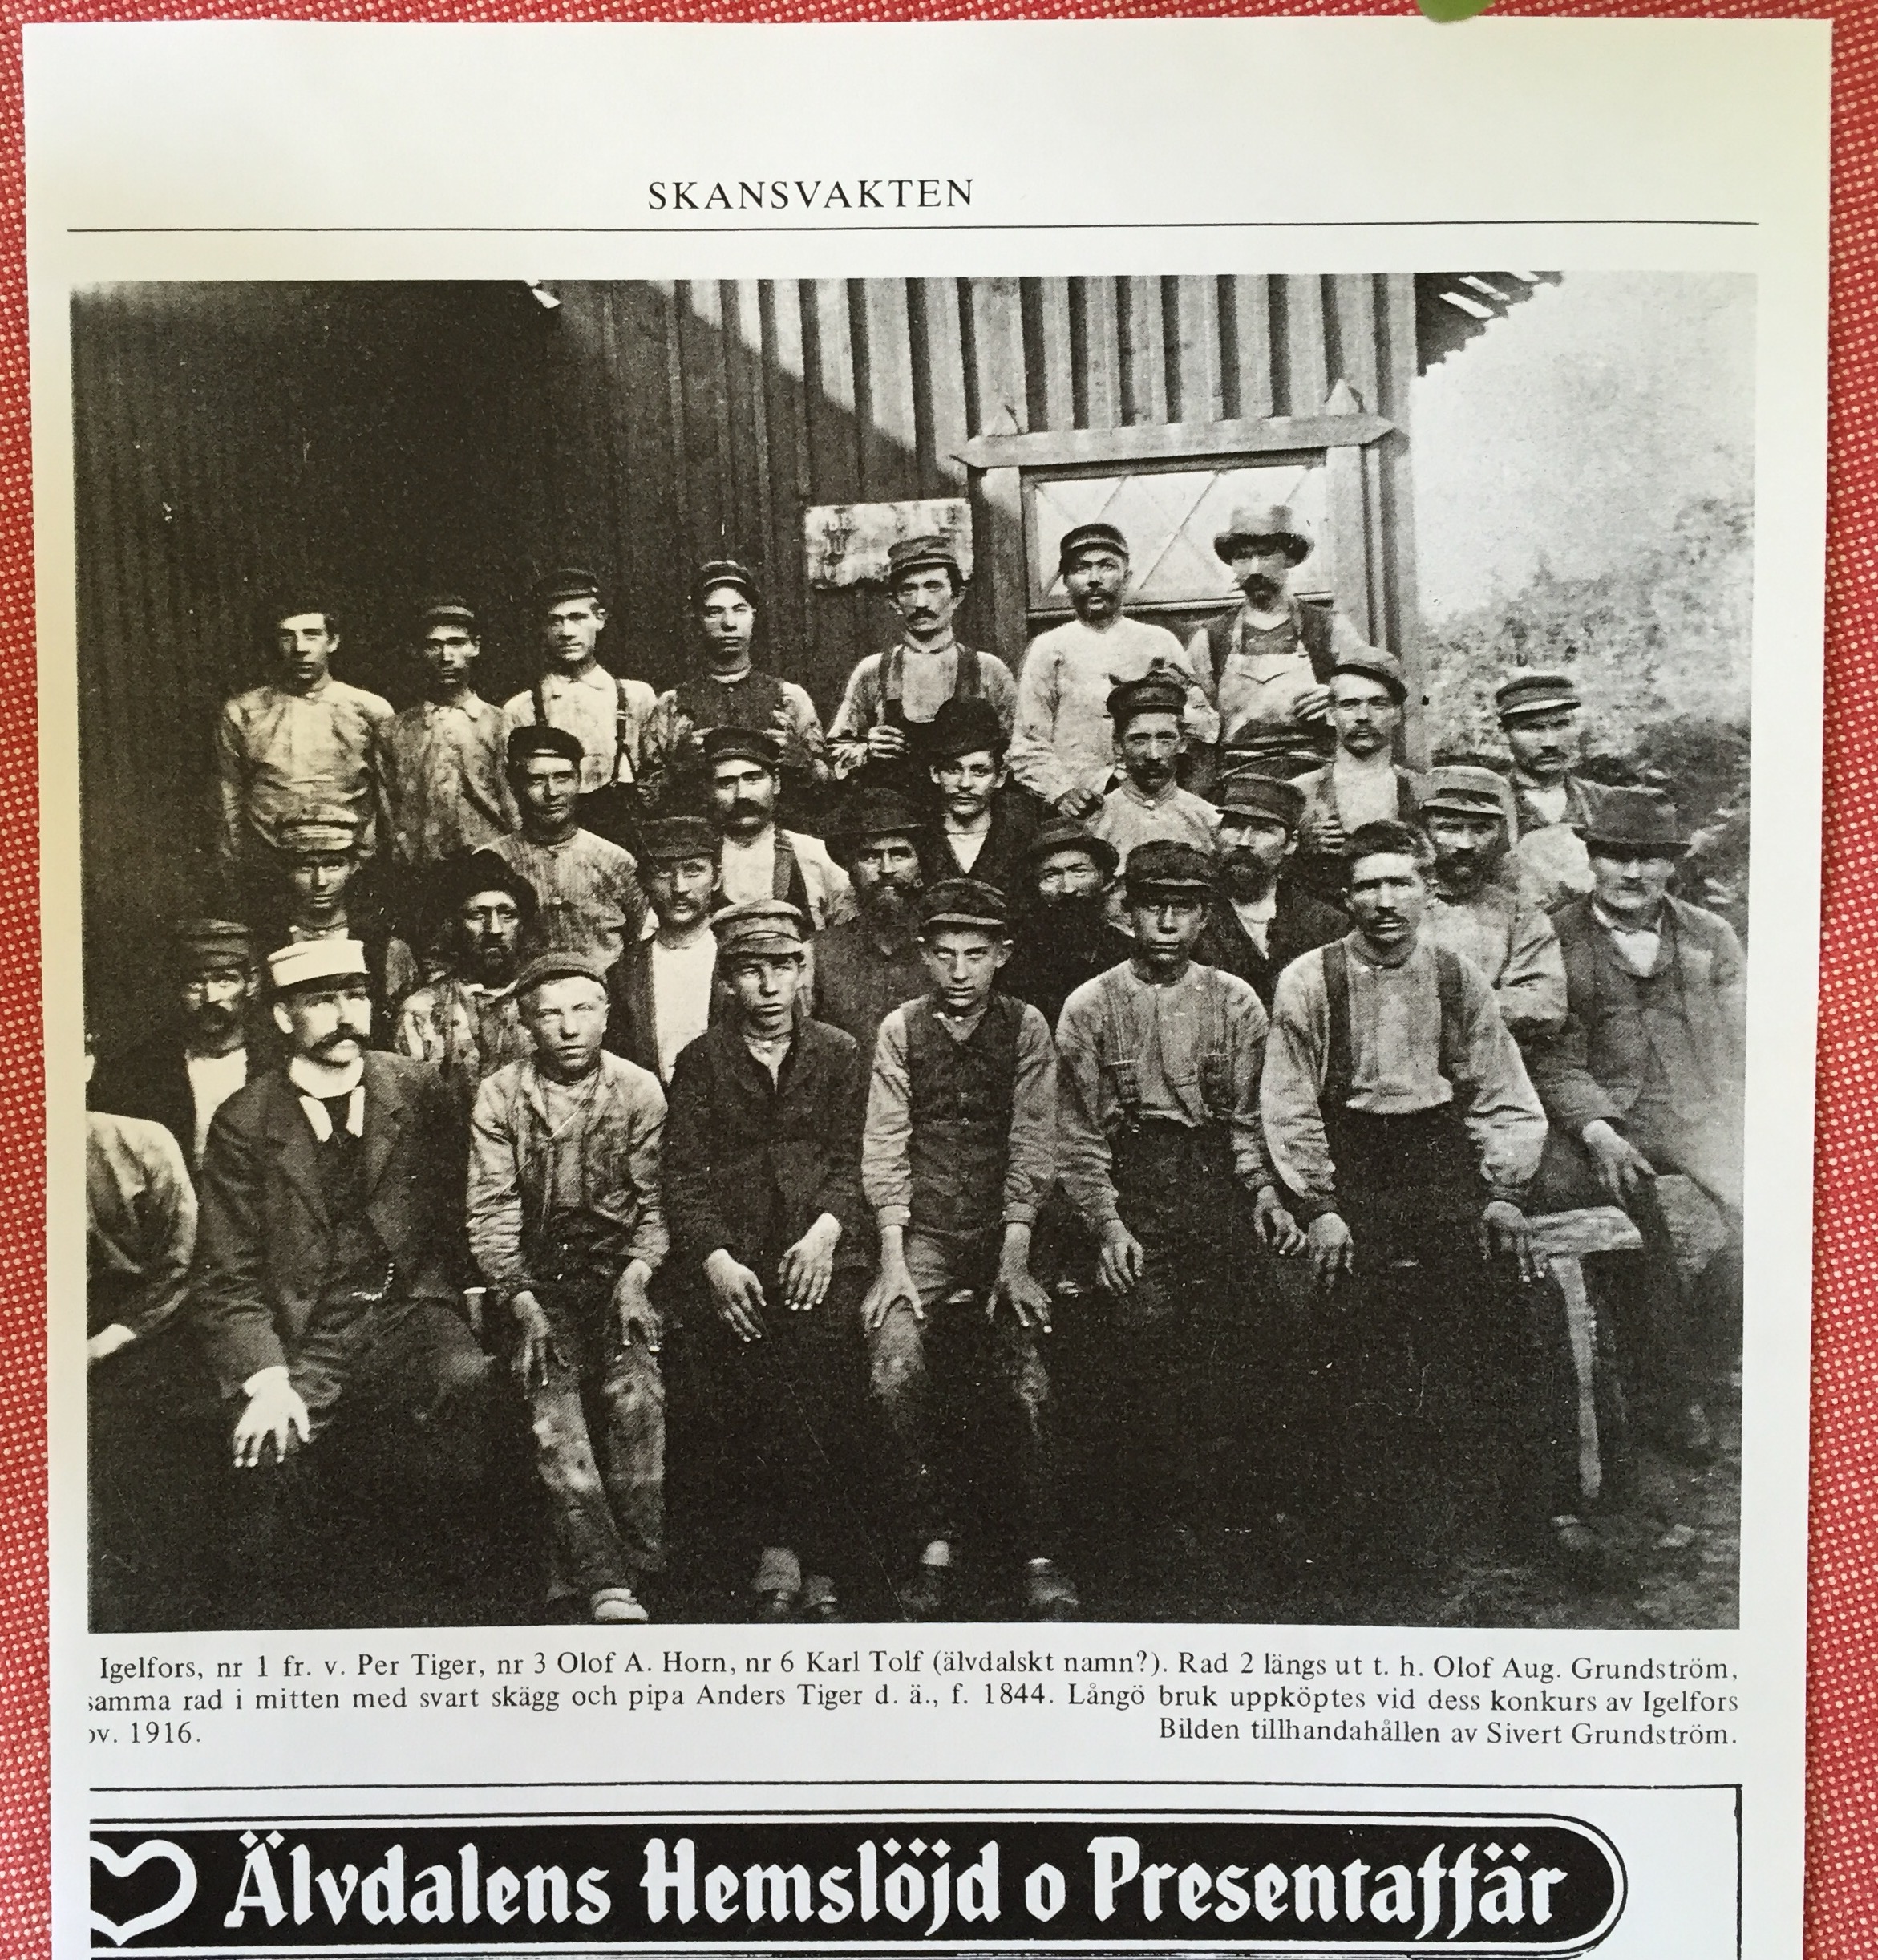 SKANSVAKTEN
Igelfors, nr 1 fr. v. Per Tiger, nr 3 Olof A. Horn, nr 6 Karl Tolf (älvdalskt namn?). Rad 2 längs ut t. h. Olof Aug. Grundström,
samma rad i mitten med svart skägg och pipa Anders Tiger d. ä., f. 1844. Långö bruk uppköptes vid dess konkurs av Igelfors
ov. 1916.
Bilden tillhandahållen av Sivert Grundström.
Älvdalens Hemslöjd o Presentaffär